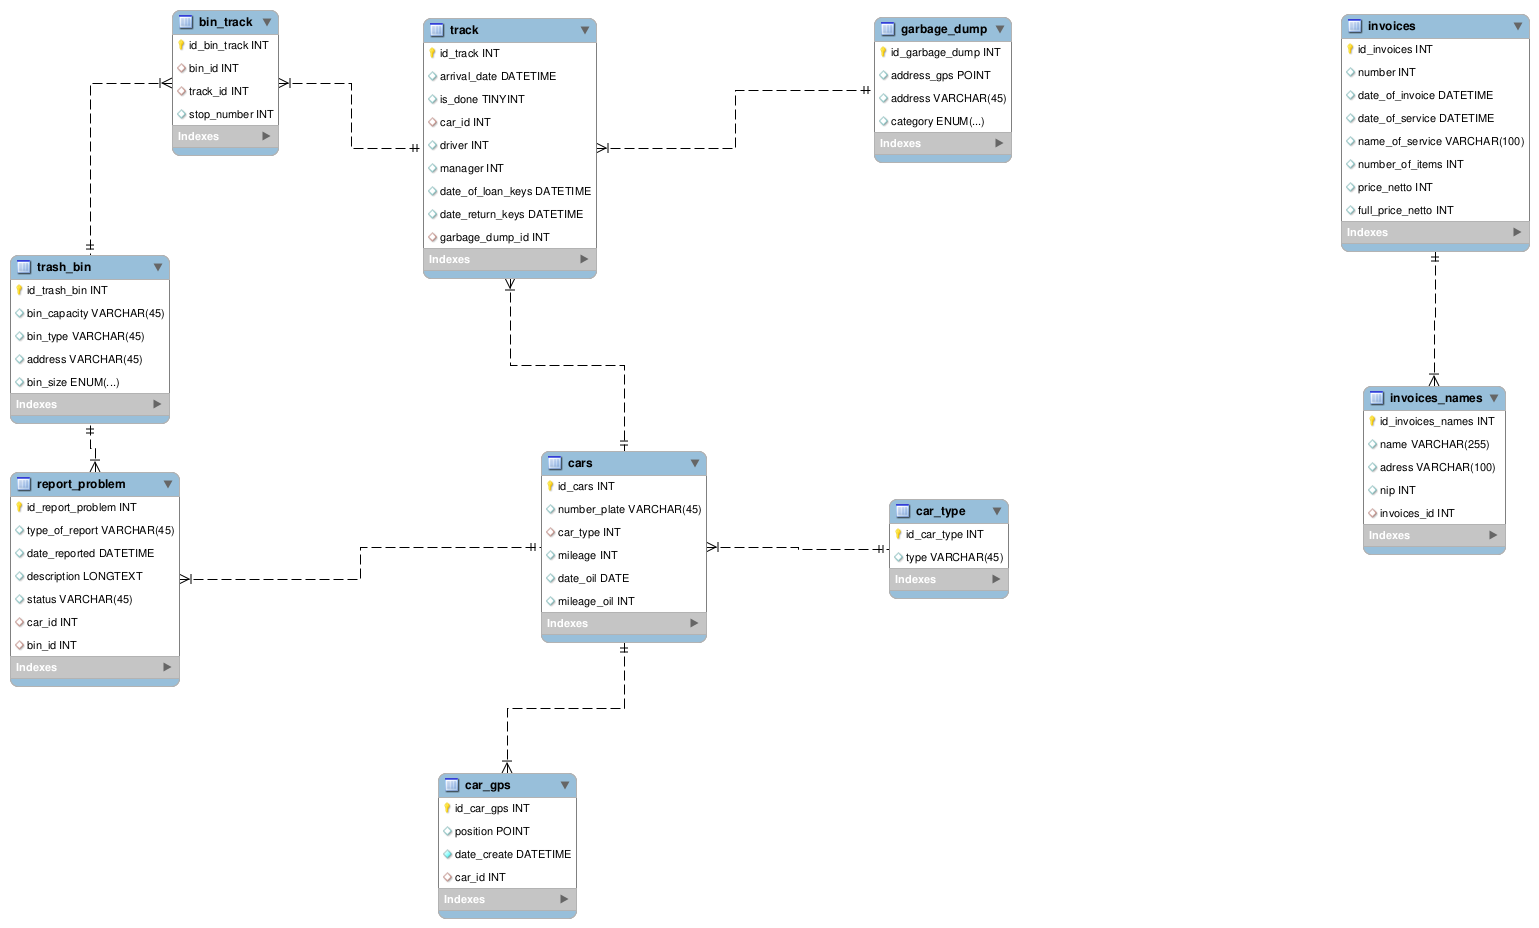 bin_track
id_bin_track INT
bin_id INT
track_id INT
stop_number INT
Indexes
track
id_track INT
arrival_date DATETIME
is_done TINYINT
car_id INT
driver INT
manager INT
date_of_loan_keys DATETIME
date_return_keys DATETIME
garbage_dump_id INT
Indexes
garbage_dump
id_garbage_dump INT
address_gps POINT
address VARCHAR(45)
category ENUM(...)
Indexes
invoices
id_invoices INT
number INT
date_of_invoice DATETIME
date_of_service DATETIME
name_of_service VARCHAR(100)
number_of_items INT
price_netto INT
full_price_netto INT
Indexes
trash_bin
id_trash_bin INT
bin_capacity VARCHAR(45)
bin_type VARCHAR(45)
address VARCHAR(45)
bin_size ENUM(...)
Indexes
invoices_names
id_invoices_names INT
name VARCHAR(255)
adress VARCHAR(100)
nip INT
invoices_id INT
Indexes
report_problem
id_report_problem INT
type_of_report VARCHAR(45)
date_reported DATETIME
description LONGTEXT
status VARCHAR(45)
car_id INT
bin_id INT
Indexes
cars
id_cars INT
number_plate VARCHAR(45)
car_type INT
mileage INT
date_oil DATE
mileage_oil INT
Indexes
car_type
id_car_type INT
type VARCHAR(45)
Indexes
car_gps
id_car_gps INT
position POINT
date_create DATETIME
car_id INT
Indexes